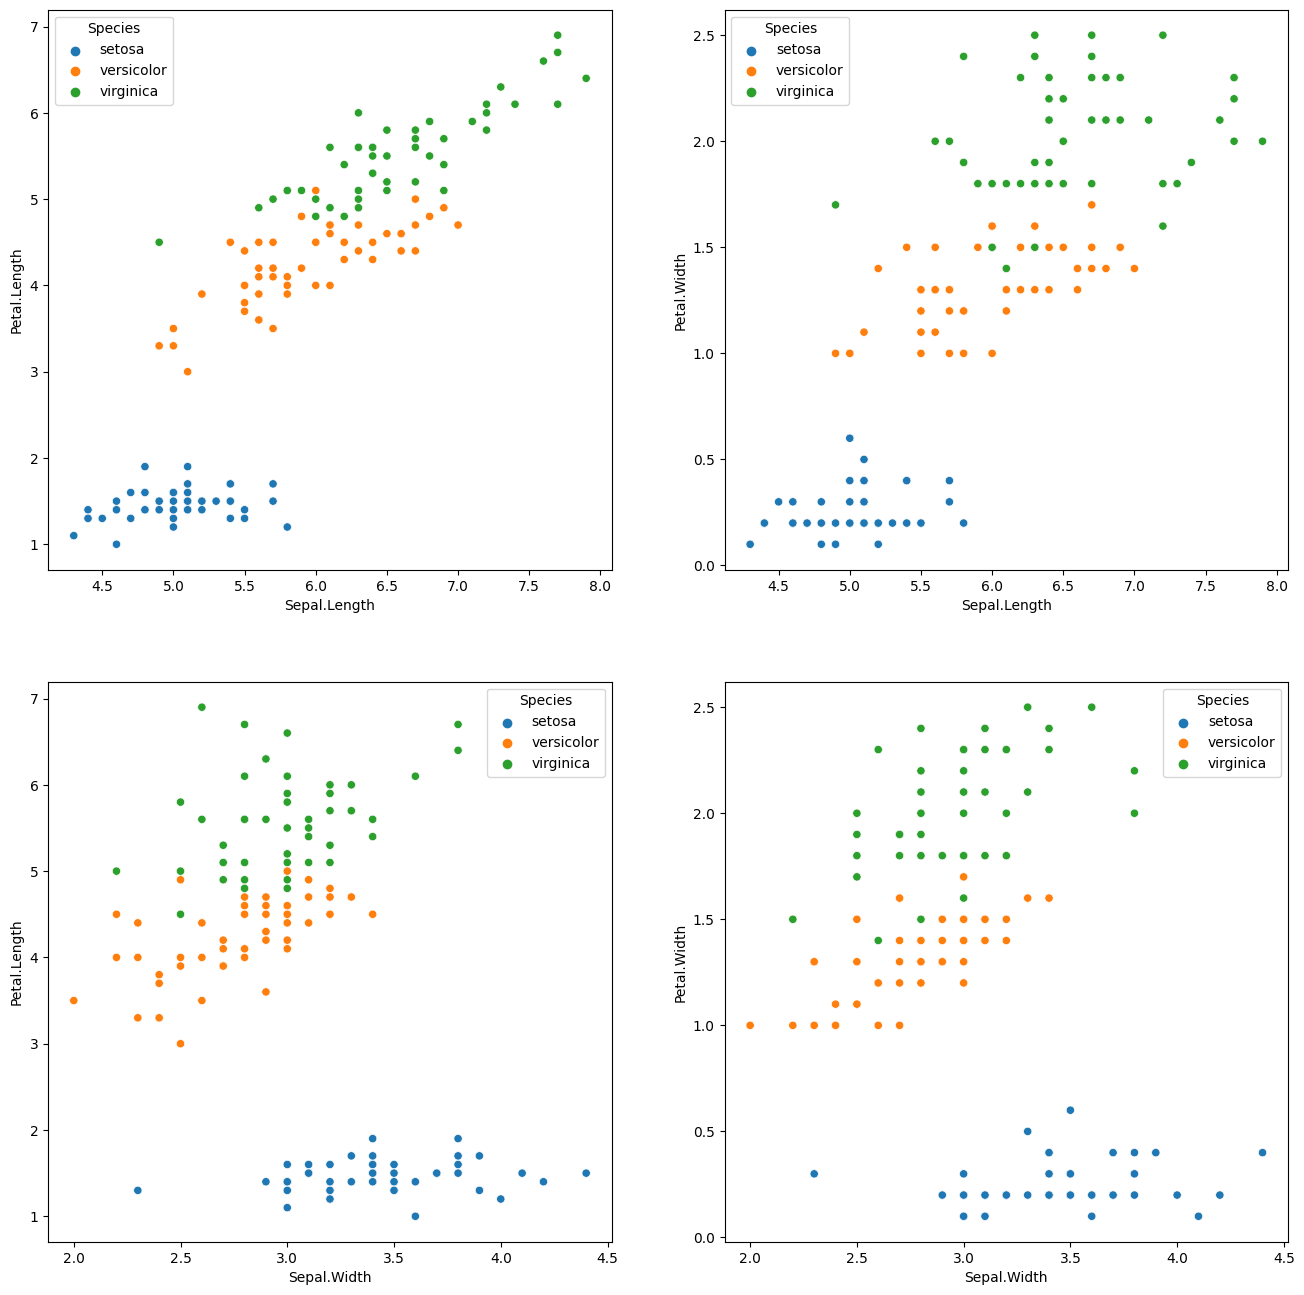 Species
setosa
versicolor
virginica
7
6
5
4
3
2
1
Petal.Length
4.5 5.0 5.5 6.0 6.5 7.0 7.5 8.0
Sepal.Length
Species
setosa
versicolor
virginica
2.5
2.0
1.5
1.0
0.5
0.0
Petal.Width
4.5 5.0 5.5 6.0 6.5 7.0 7.5 8.0
Sepal.Length
Species
setosa
versicolor
virginica
7
6
5
4
3
2
1
Petal.Length
2.0 2.5 3.0 3.5 4.0 4.5
Sepal.Width
Species
setosa
versicolor
virginica
2.5
2.0
1.5
1.0
0.5
0.0
Petal.Width
2.0 2.5 3.0 3.5 4.0 4.5
Sepal.Width